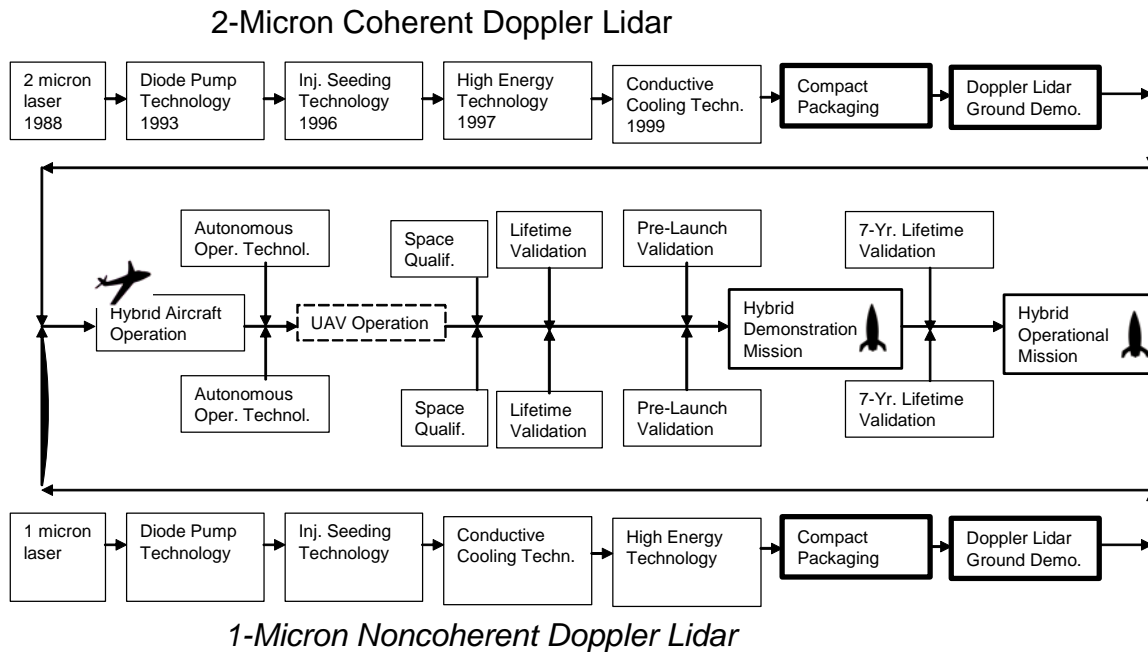 2-Micron Coherent Doppler Lidar
2 micron
laser
1988
Diode Pump
Technology
1993
Inj. Seeding
Technology
1996
High Energy
Technology
1997
Conductive
Cooling Techn.
1999
Compact
Packaging
Doppler Lidar
Ground Demo.
Autonomous
Oper. Technol.
Space
Qualif.
Lifetime
Validation
Pre-Launch
Validation
7-Yr. Lifetime
Validation
Hybrid Aircraft
Operation
UAV Operation
Hybrid
Demonstration
Mission
Hybrid
Operational
Mission
Autonomous
Oper. Technol.
Space
Qualif.
Lifetime
Validation
Pre-Launch
Validation
7-Yr. Lifetime
Validation
1 micron
laser
Diode Pump
Technology
Inj. Seeding
Technology
Conductive
Cooling Techn.
High Energy
Technology
Compact
Packaging
Doppler Lidar
Ground Demo.
1-Micron Noncoherent Doppler Lidar